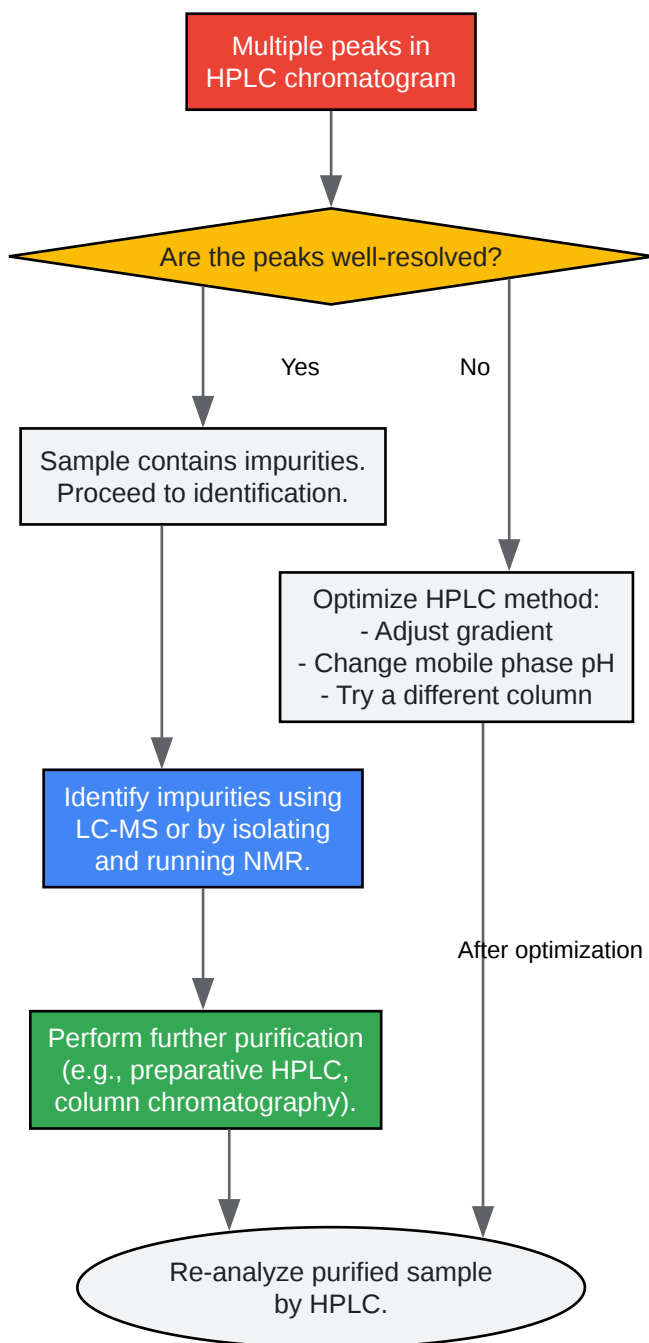 Multiple peaks in
HPLC chromatogram
Are the peaks well-resolved?
Yes
No
Sample contains impurities.
Proceed to identification.
Optimize HPLC method:
- Adjust gradient
- Change mobile phase pH
- Try a different column
Identify impurities using
LC-MS or by isolating
and running NMR.
After optimization
Perform further purification
(e.g., preparative HPLC,
column chromatography).
Re-analyze purified sample
by HPLC.